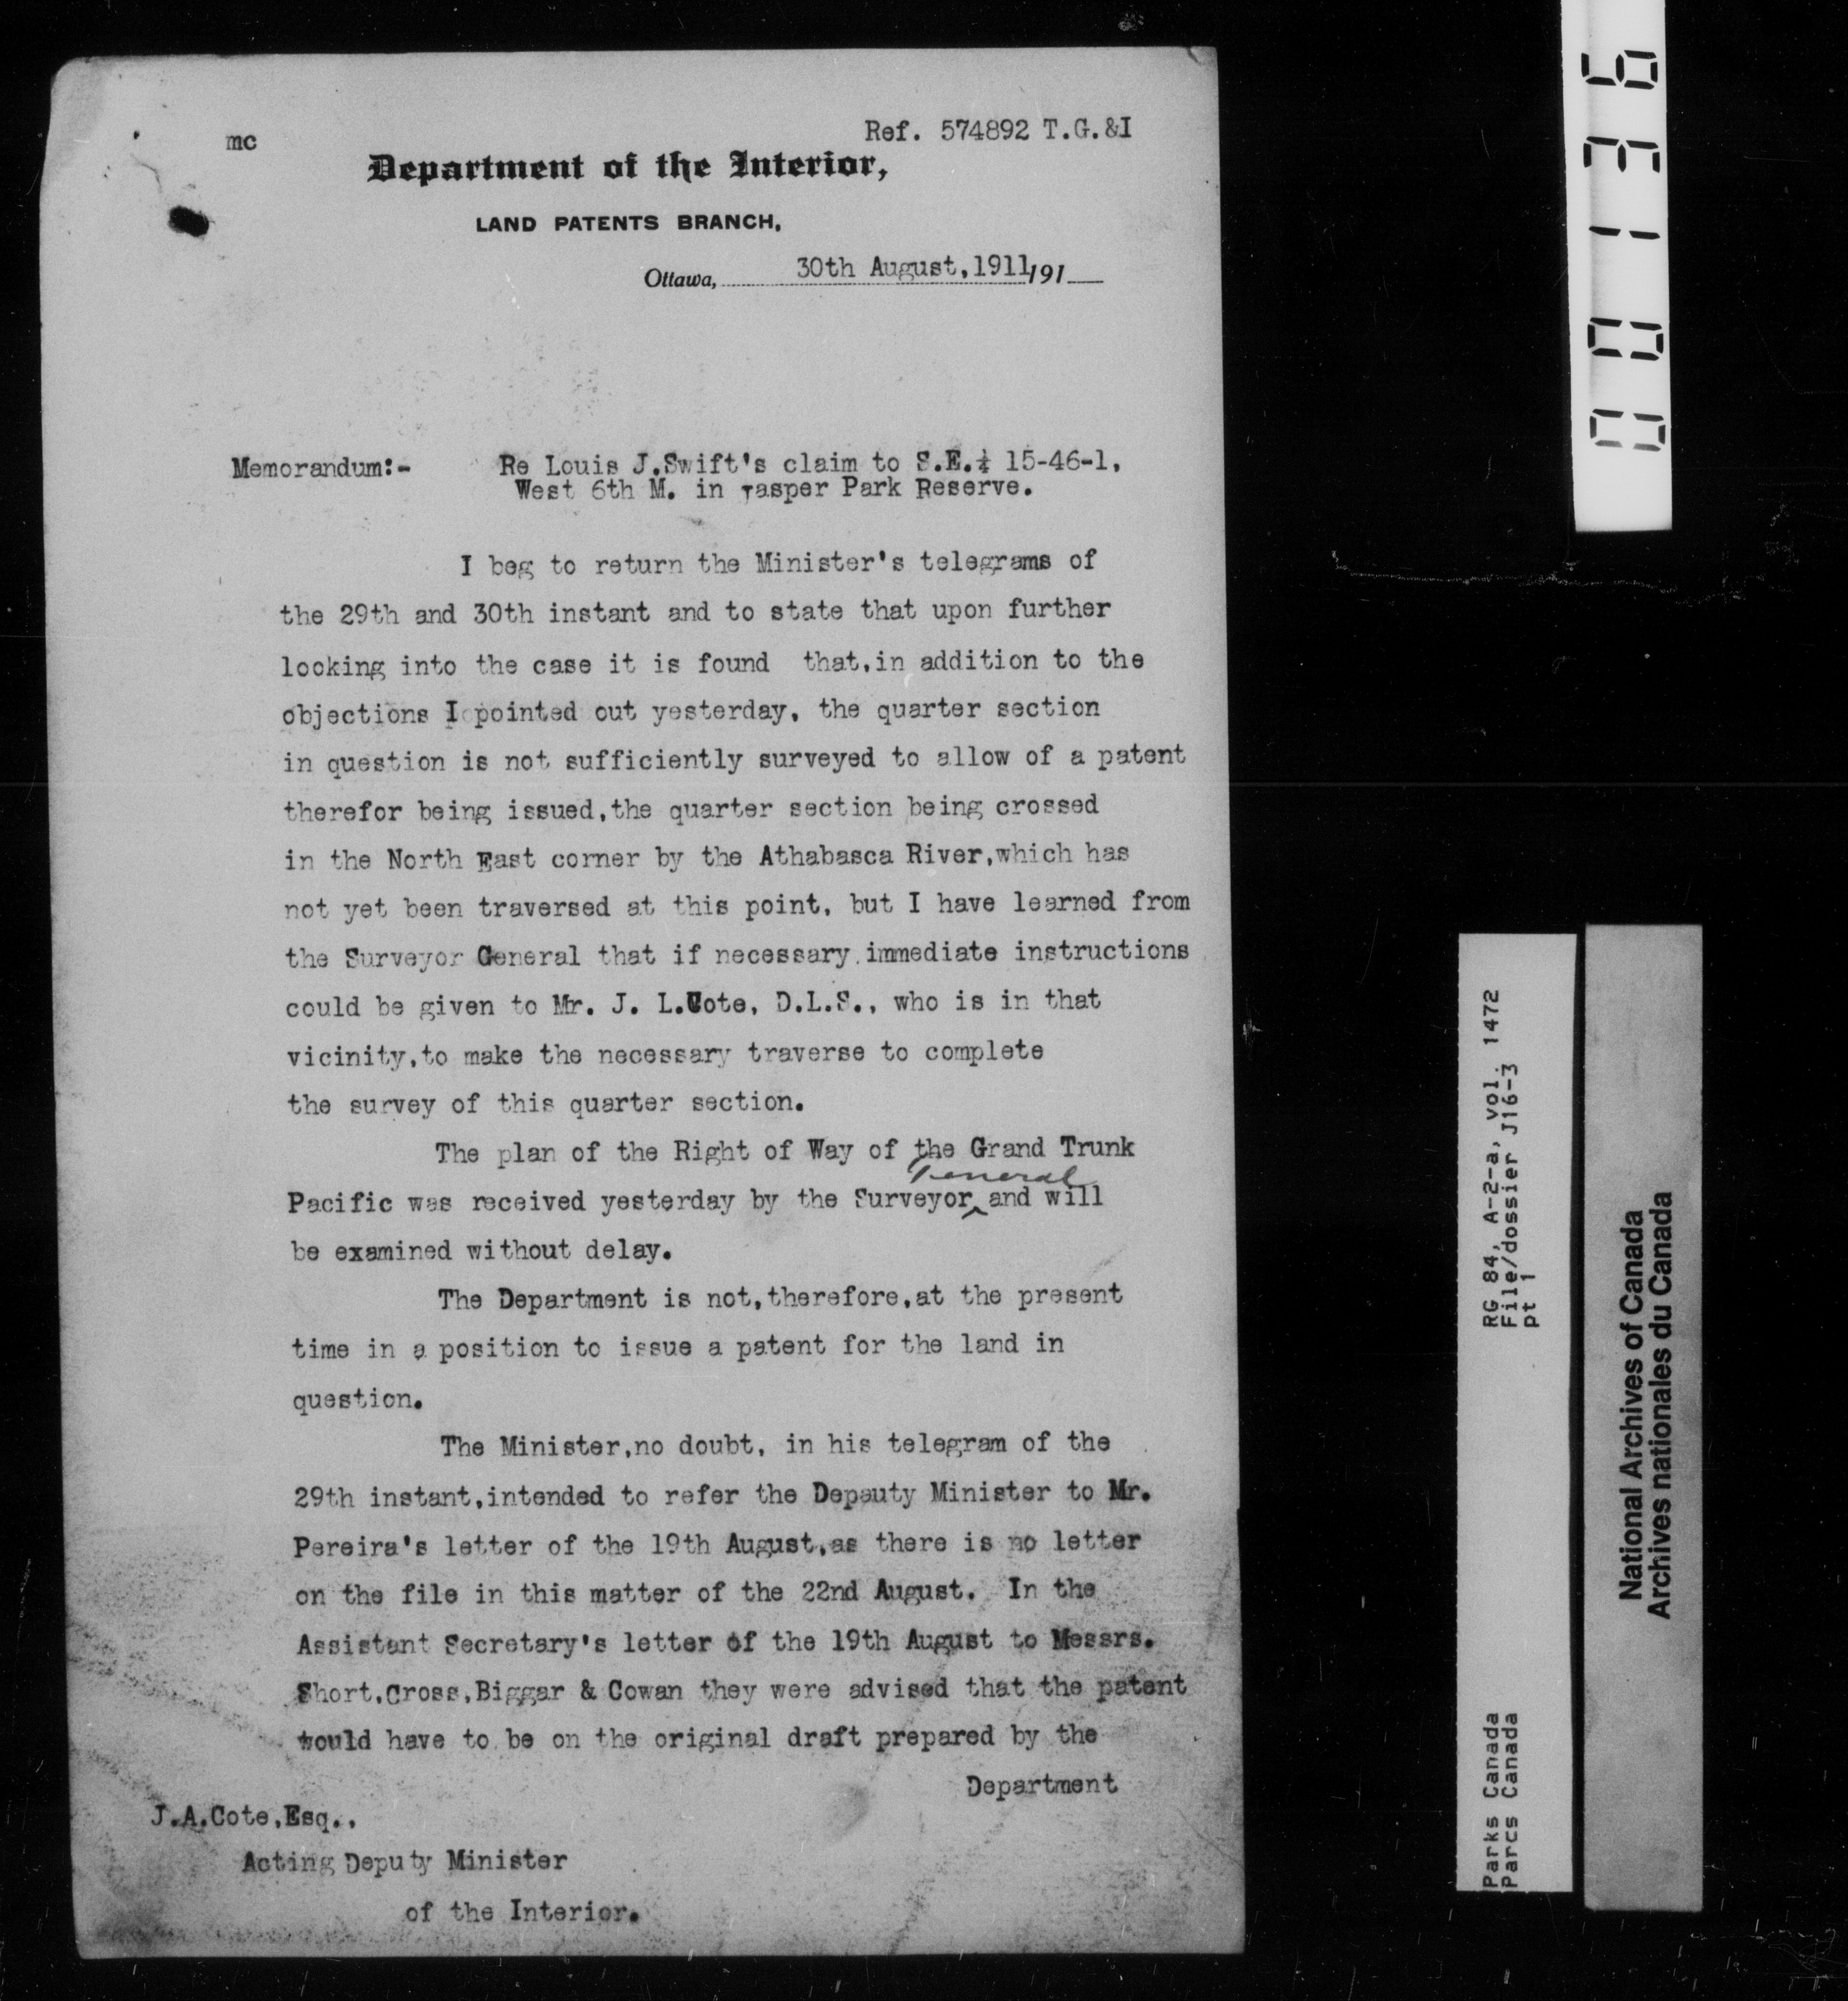 mc
Ref. 574892 T.G.&I
Department of the Interior,
LAND PATENTS BRANCH,
Ottawa, 30th August,1911 191
Memorandum:- Re Louis J.Swift's claim to S.E.¼ 15-46-1,
West 6th M. in Jasper Park Reserve.
I beg to return the Minister's telegrams of
the 29th and 30th instant and to state that upon further
looking into the case it is found that,in addition to the
objections I pointed out yesterday, the quarter section
in question is not sufficiently surveyed to allow of a patent
therefor being issued,the quarter section being crossed
in the North East corner by the Athabasca River,which has
not yet been traversed at this point, but I have learned from
the Surveyor General that if necessary immediate instructions
could be given to Mr. J. L.Cote, D.L.S., who is in that
vicinity,to make the necessary traverse to complete
the survey of this quarter section.
The plan of the Right of Way of the Grand Trunk
General
Pacific was received yesterday by the Surveyor ^ and will
be examined without delay.
The Department is not,therefore,at the present
time in a position to issue a patent for the land in
question.
The Minister,no doubt, in his telegram of the
29th instant,intended to refer the Depeuty Minister to Mr.
Pereira's letter of the 19th August,as there is no letter
on the file in this matter of the 22nd August. In the
Assistant Secretary's letter of the 19th August to Messrs.
Short,Cross,Biggar & Cowan they were advised that the patent
would have to be on the original draft prepared by the
Department
J.A.Cote,Esq.,
Acting Deputy Minister
of the Interior.
00136
RG 84, A-2-a, vol. 1472
File/dossier J16-3
pt 1
Parks Canada
Parcs Canada
National Archives of Canada
Archives nationales du Canada